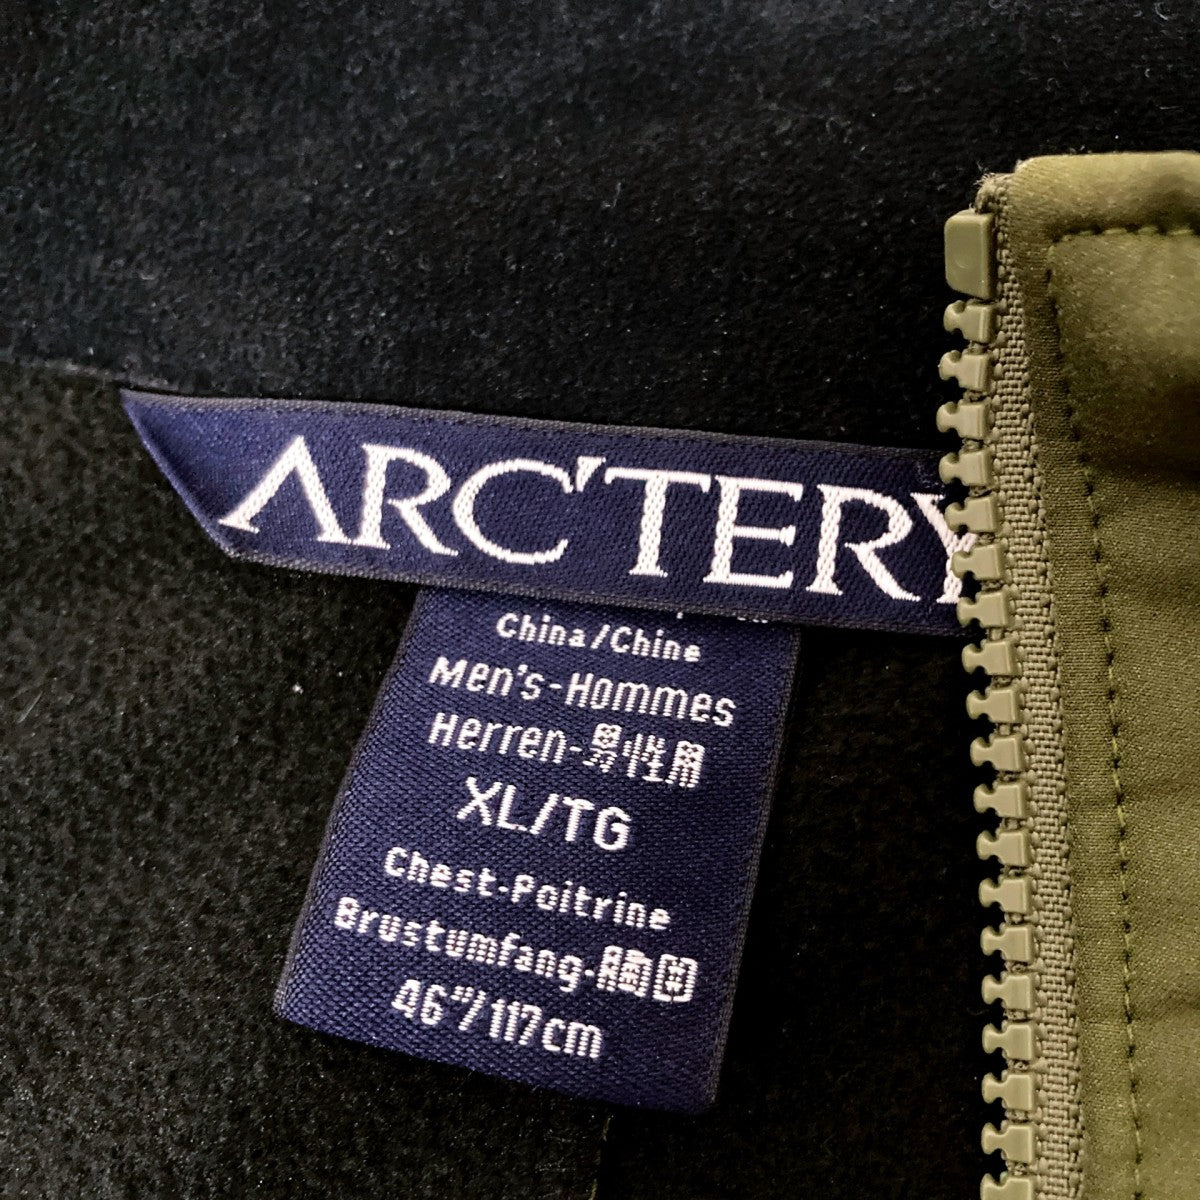 ARC'TERY
China/Chine
Men's-Hommes
Herren-男性用
XL/TG
Chest-Poitrine
Brustumfang-胸囲
46"/117cm